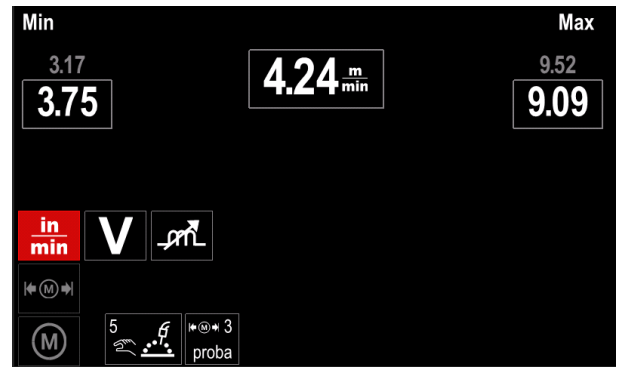 Min Max
3.17 9.52
3.75 4.24 m/min 9.09
in
min
V
M
5 M 3
M proba